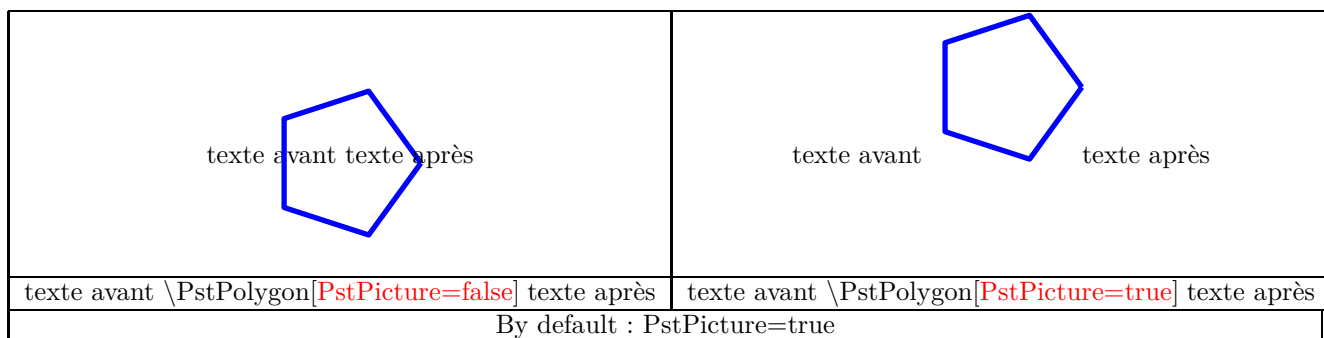 texte avant texte après
texte avant texte après
texte avant \PstPolygon[PstPicture=false] texte après
texte avant \PstPolygon[PstPicture=true] texte après
By default : PstPicture=true